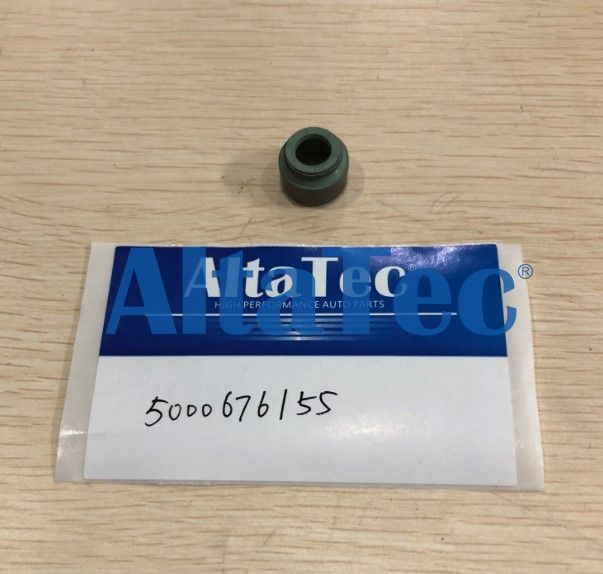 AltaTec
HIGH PERFORMANCE AUTO PARTS
AltaTec®
5000676155